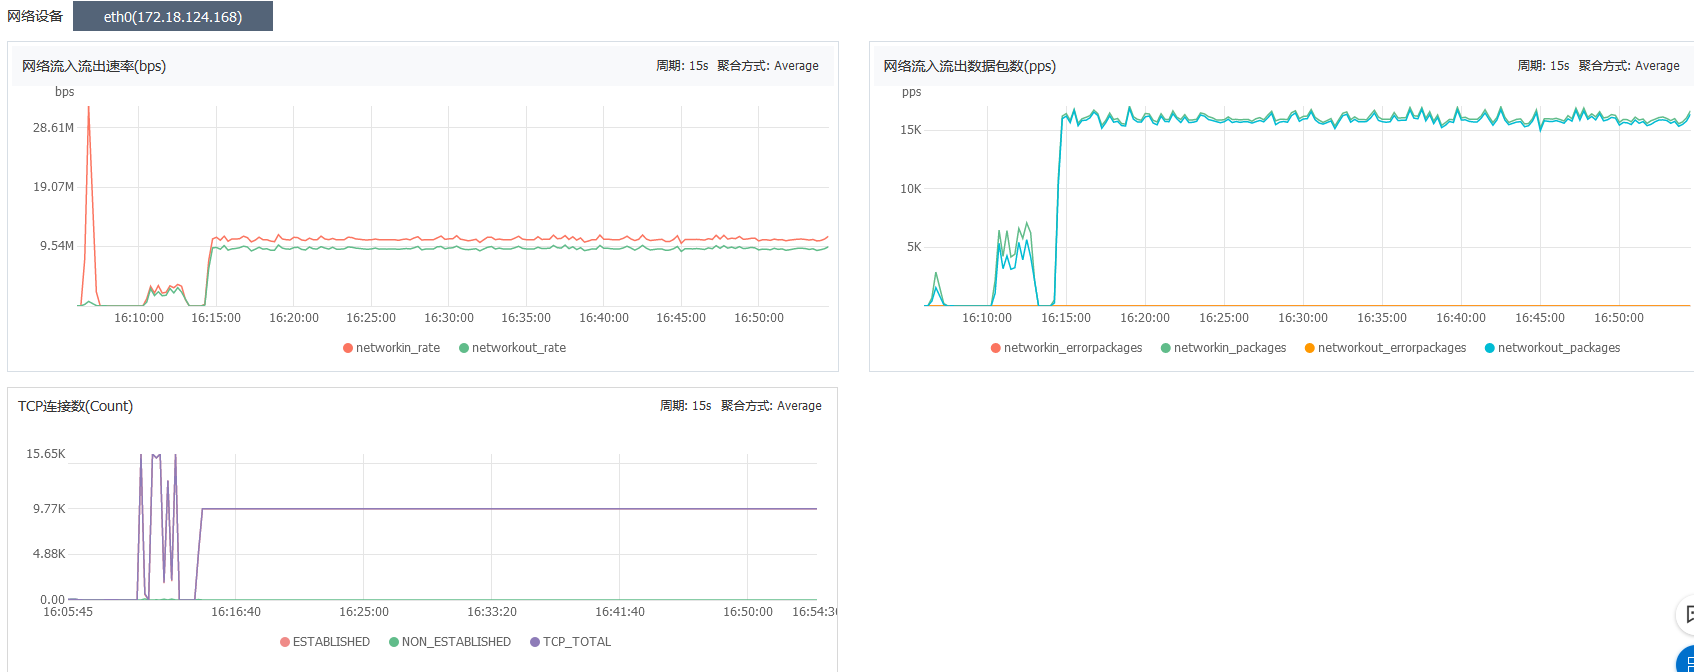 网络设备 eth0(172.18.124.168)
网络流入流出速率(bps) 周期: 15s 聚合方式: Average
bps
28.61M
19.07M
9.54M
16:10:00 16:15:00 16:20:00 16:25:00 16:30:00 16:35:00 16:40:00 16:45:00 16:50:00
networkin_rate networkout_rate
网络流入流出数据包数(pps) 周期: 15s 聚合方式: Average
pps
15K
10K
5K
16:10:00 16:15:00 16:20:00 16:25:00 16:30:00 16:35:00 16:40:00 16:45:00 16:50:00
networkin_errorpackages networkin_packages networkout_errorpackages networkout_packages
TCP连接数(Count) 周期: 15s 聚合方式: Average
15.65K
9.77K
4.88K
0.00
16:05:45 16:16:40 16:25:00 16:33:20 16:41:40 16:50:00 16:54:3
ESTABLISHED NON_ESTABLISHED TCP_TOTAL